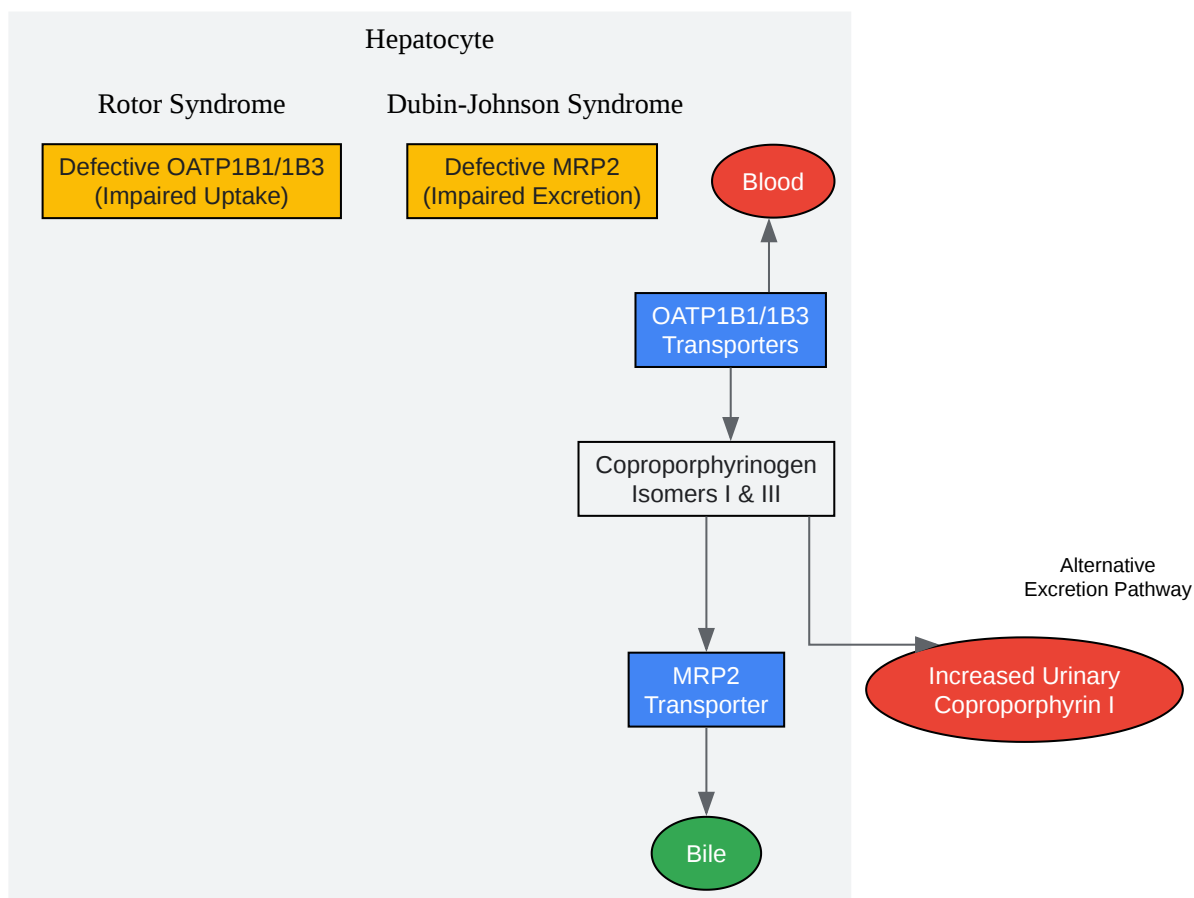 Hepatocyte
Rotor Syndrome
Dubin-Johnson Syndrome
Defective OATP1B1/1B3
(Impaired Uptake)
Defective MRP2
(Impaired Excretion)
Blood
OATP1B1/1B3
Transporters
Coproporphyrinogen
Isomers I & III
Alternative
Excretion Pathway
MRP2
Transporter
Increased Urinary
Coproporphyrin I
Bile